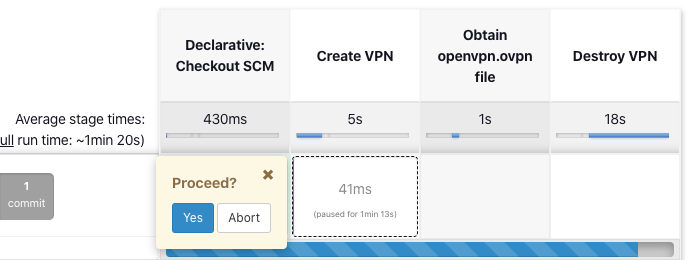 Declarative:
Checkout SCM
Create VPN
Obtain
openvpn.ovpn
file
Destroy VPN
Average stage times:
ull run time: ~1min 20s)
430ms
5s
1s
18s
1
commit
Proceed?
✖
Yes
Abort
41ms
(paused for 1min 13s)